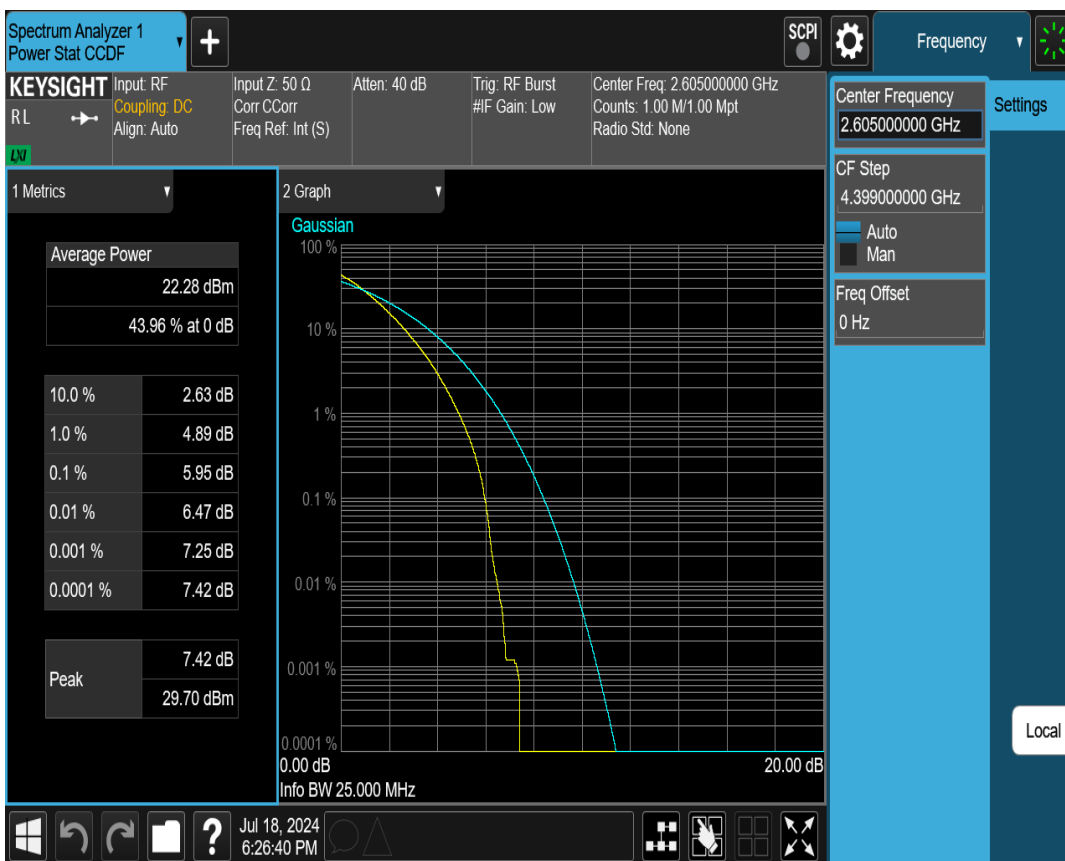 Spectrum Analyzer 1
Power Stat CCDF
SCPI
Frequency
KEYSIGHT
RL
LXI
Input: RF
Coupling: DC
Align: Auto
Input Z: 50 Ω
Corr CCorr
Freq Ref: Int (S)
Atten: 40 dB
Trig: RF Burst
#IF Gain: Low
Center Freq: 2.605000000 GHz
Counts: 1.00 M/1.00 Mpt
Radio Std: None
Center Frequency
2.605000000 GHz
Settings
CF Step
4.399000000 GHz
Auto
Man
Freq Offset
0 Hz
1 Metrics
Average Power
22.28 dBm
43.96 % at 0 dB
10.0 % 2.63 dB
1.0 % 4.89 dB
0.1 % 5.95 dB
0.01 % 6.47 dB
0.001 % 7.25 dB
0.0001 % 7.42 dB
Peak
7.42 dB
29.70 dBm
2 Graph
Gaussian
100 %
10 %
1 %
0.1 %
0.01 %
0.001 %
0.0001 %
0.00 dB 20.00 dB
Info BW 25.000 MHz
Local
?
Jul 18, 2024
6:26:40 PM